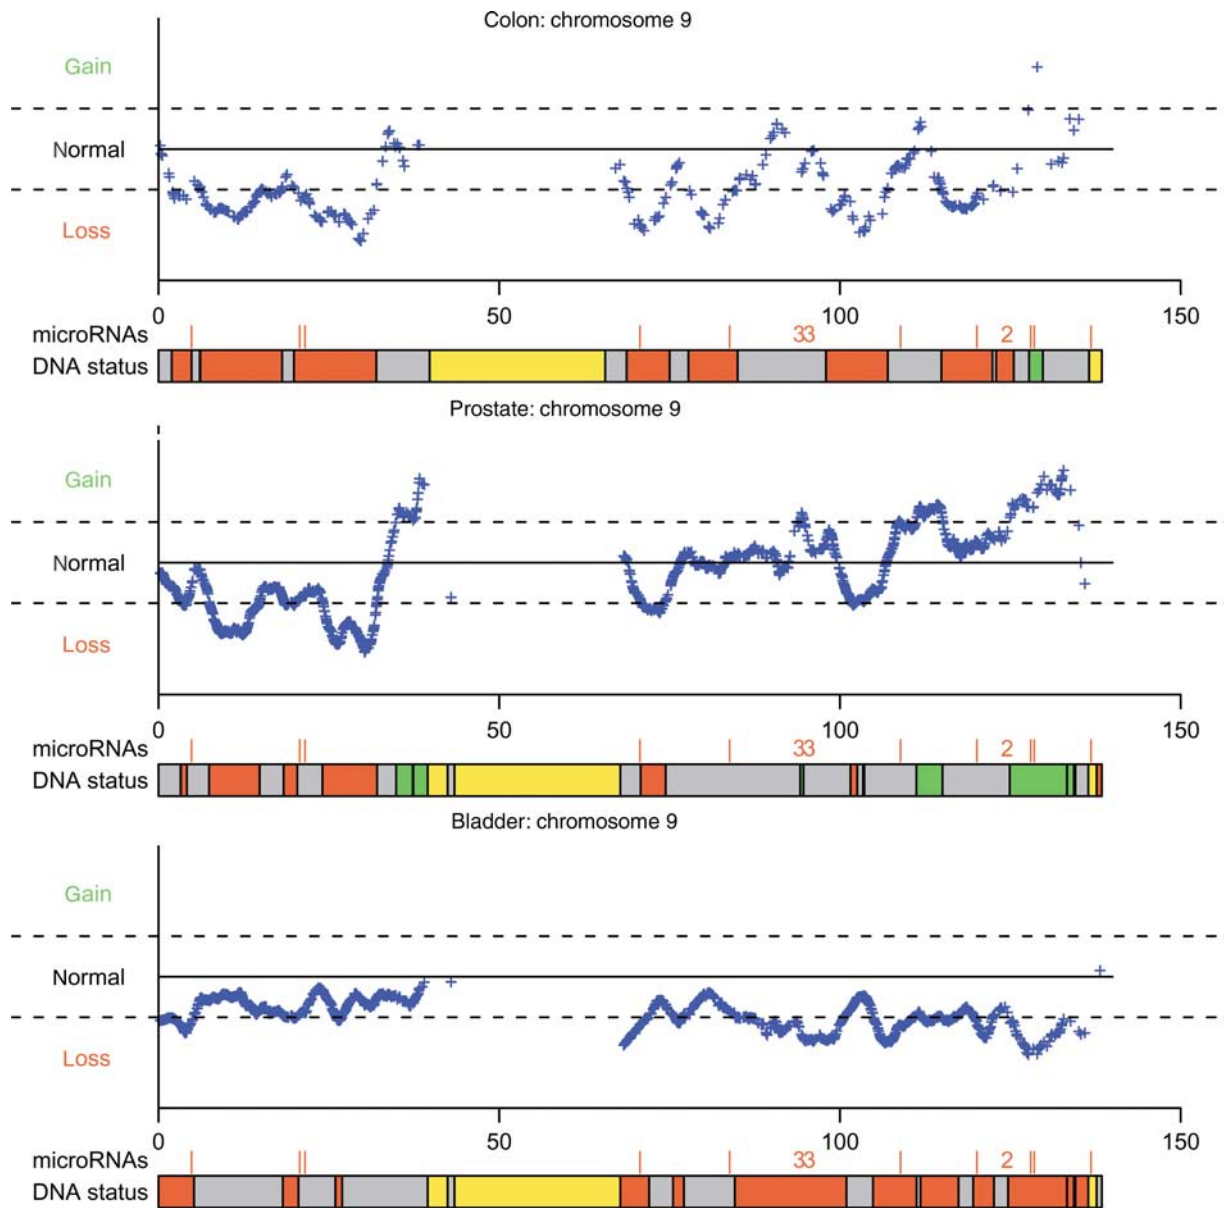 Colon: chromosome 9
Gain
Normal
Loss
0 50 100 150
microRNAs 33 2
DNA status
Prostate: chromosome 9
Gain
Normal
Loss
0 50 100 150
microRNAs 33 2
DNA status
Bladder: chromosome 9
Gain
Normal
Loss
0 50 100 150
microRNAs 33 2
DNA status